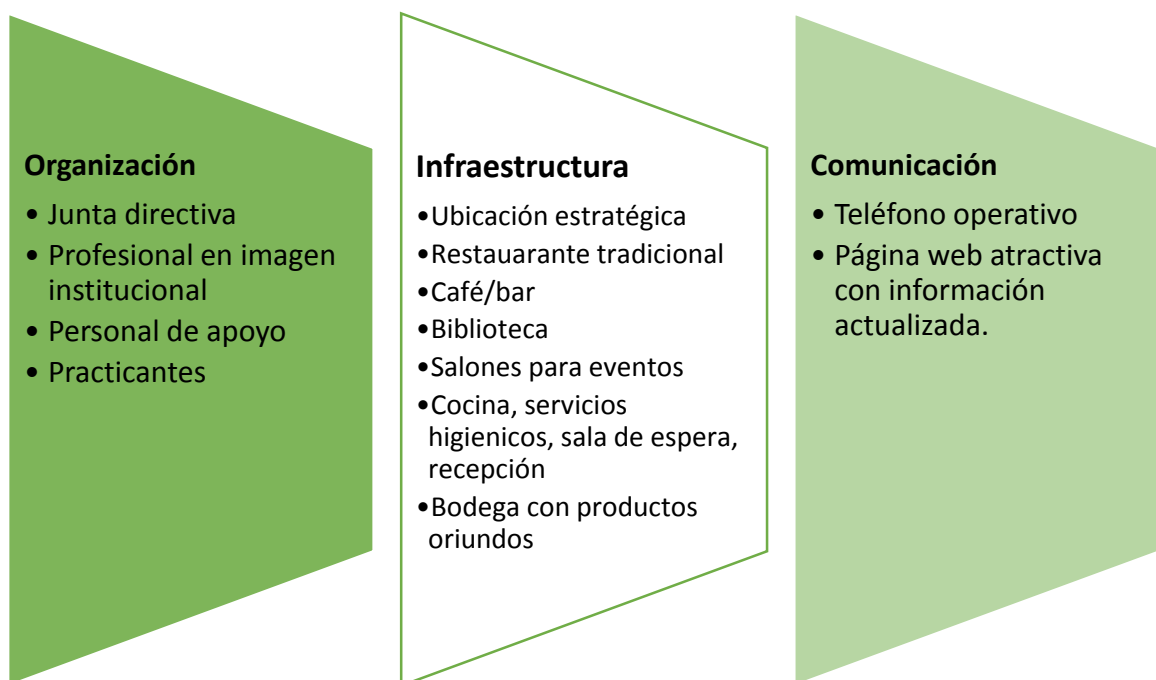 Organización
• Junta directiva
• Profesional en imagen
institucional
• Personal de apoyo
• Practicantes
Infraestructura
•Ubicación estratégica
•Restauarante tradicional
•Café/bar
•Biblioteca
•Salones para eventos
•Cocina, servicios
higienicos, sala de espera,
recepción
•Bodega con productos
oriundos
Comunicación
• Teléfono operativo
• Página web atractiva
con información
actualizada.